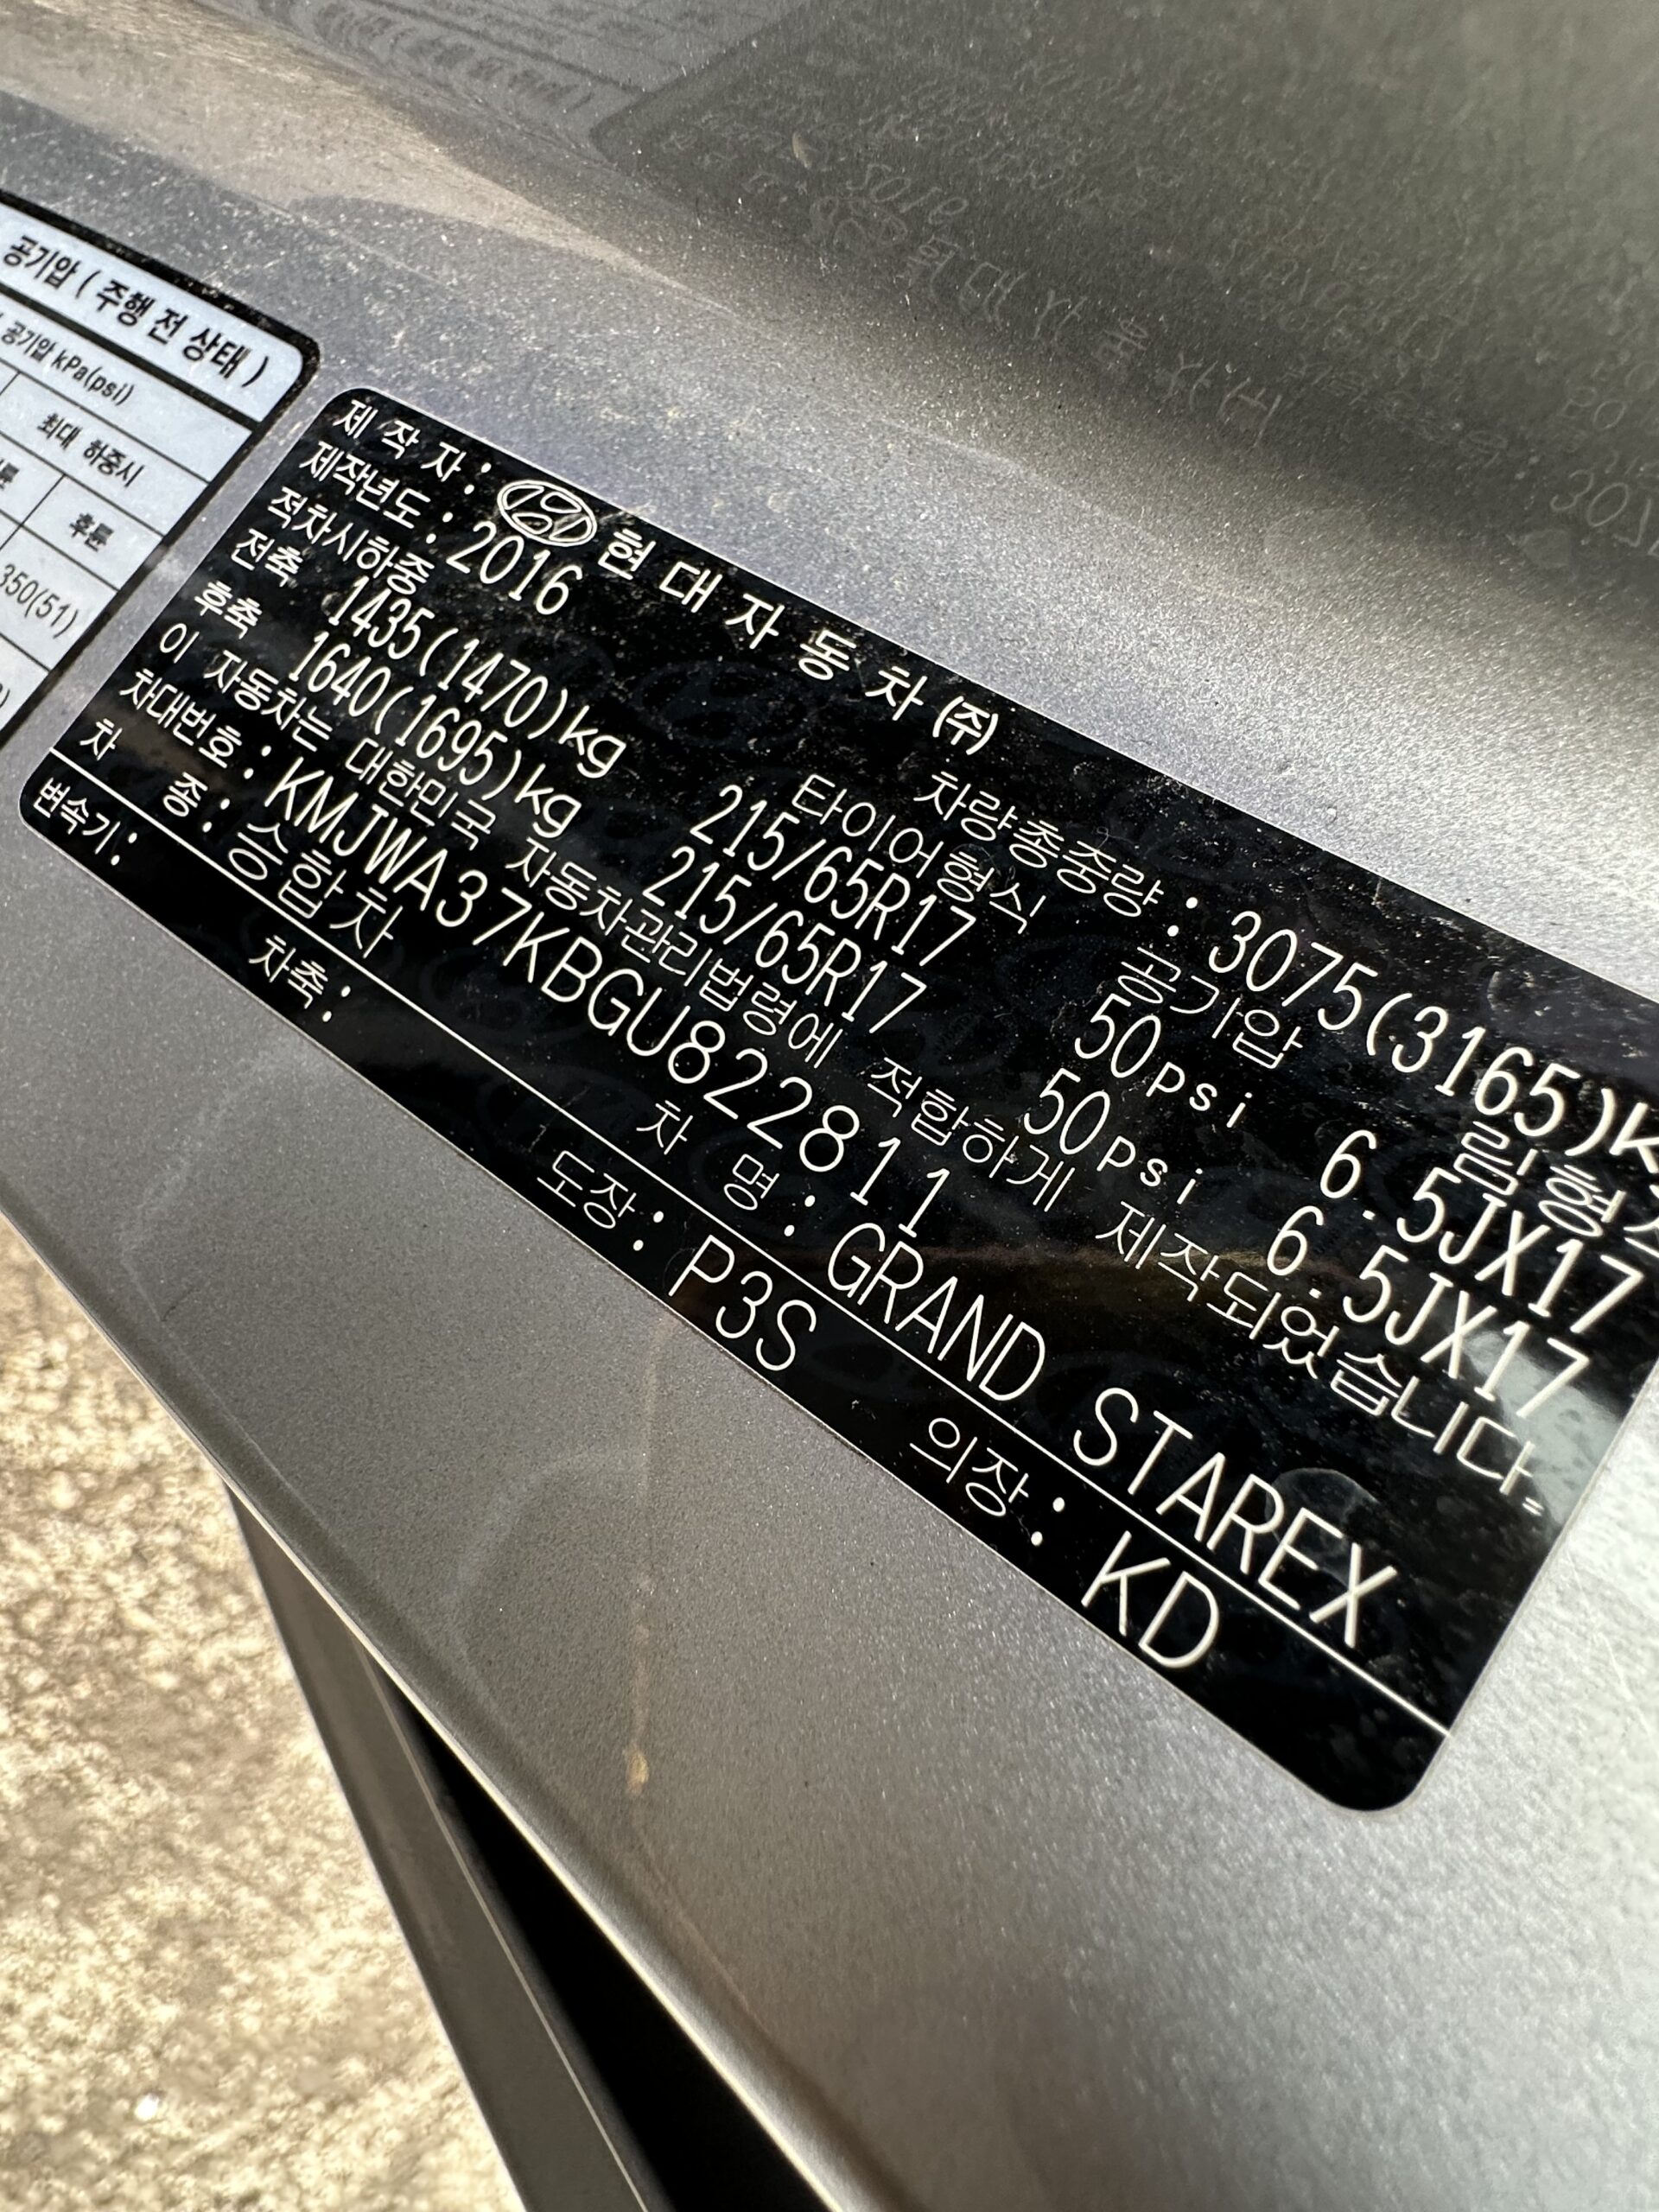 공기압 ( 주행 전 상태 )
공기압 kPa(psi)
최대 하중시
후륜
350(51)
제 작 자 : 현 대 자 동 차 ㈜
제작년도 : 2016 차량총중량 : 3075(3165)k
적차시하중 타이어형식 공기압 림형
전축 1435(1470)kg 215/65R17 50psi 6.5JX17
후축 1640(1695)kg 215/65R17 50psi 6.5JX17
이 자동차는 대한민국 자동차관리법령에 적합하게 제작되었습니다.
차대번호 : KMJWA37KBGU822811
차 종 : 승합차 차 명 : GRAND STAREX
변속기 : 차축 : 도장 : P3S 의장 : KD